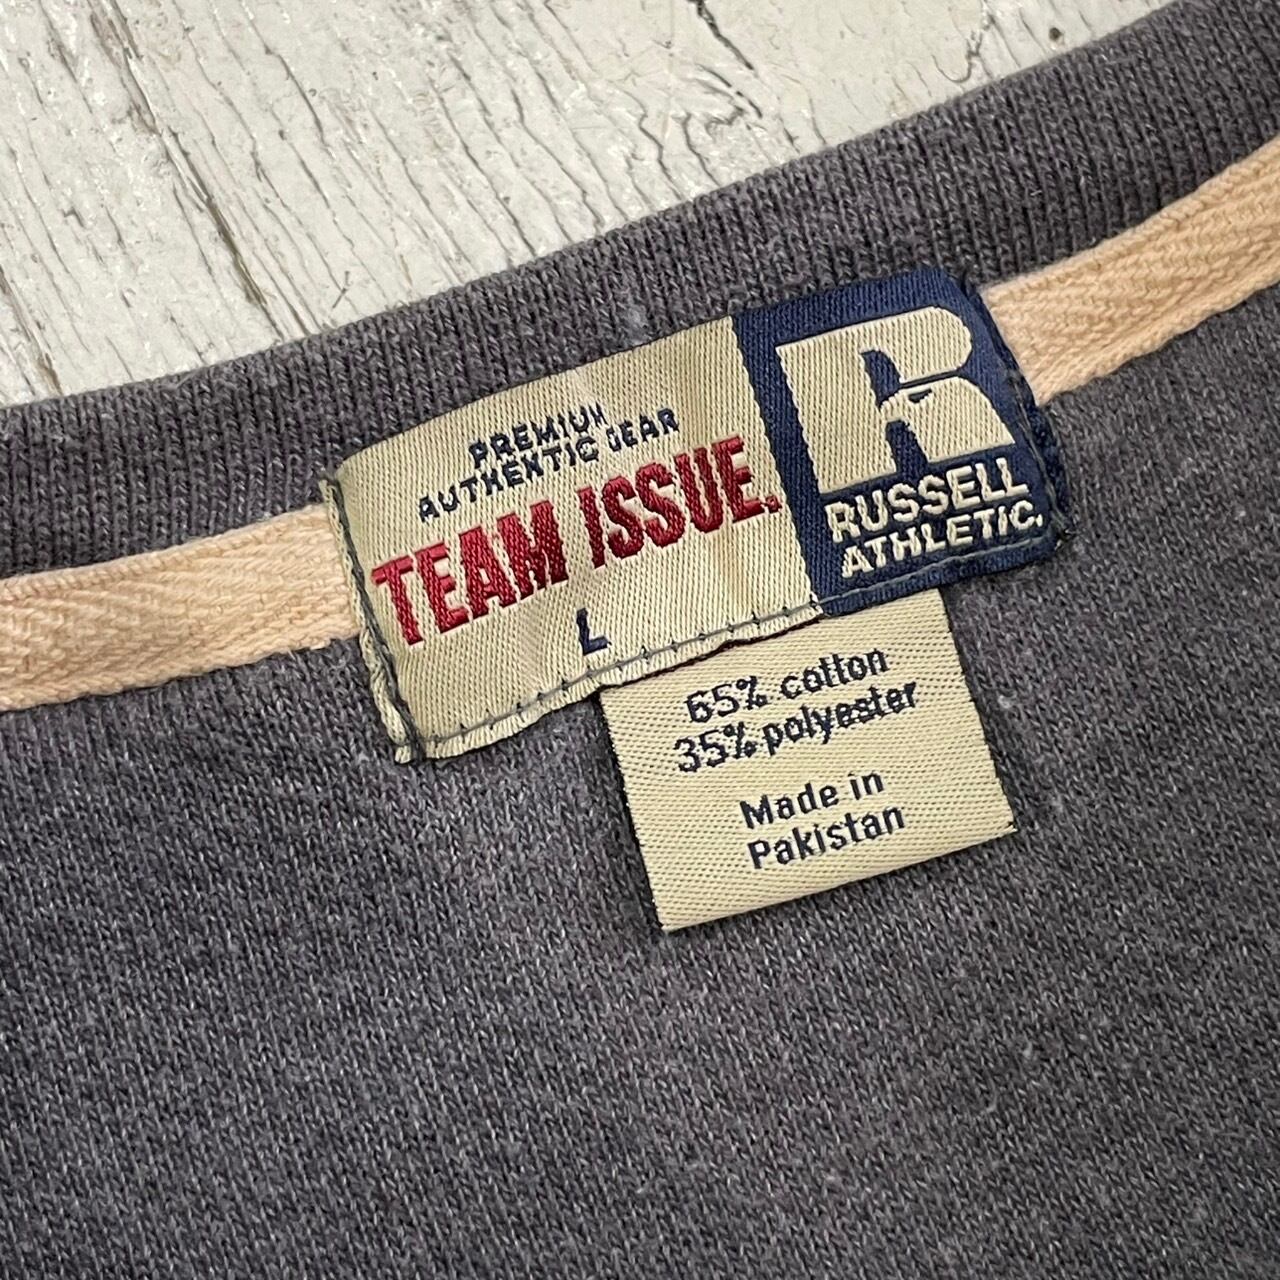 PREMIUM
AUTHENTIC GEAR
TEAM ISSUE.
L
R
RUSSELL
ATHLETIC.
65% cotton
35% polyester
Made in
Pakistan